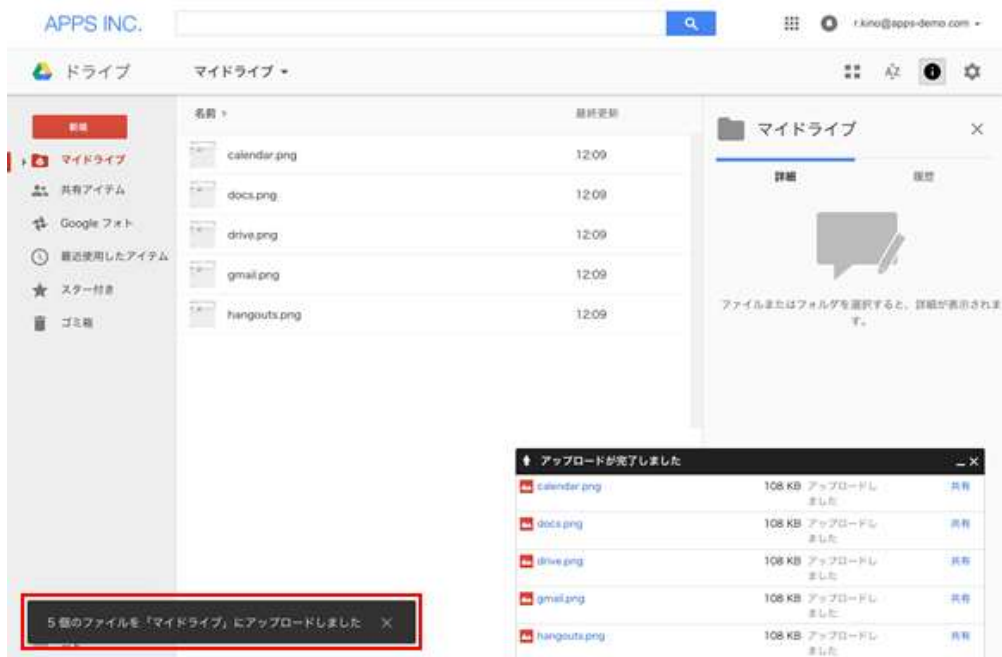 APPS INC.
r.kino@apps-demo.com
ドライブ
マイドライブ
AZ
名前
最終更新
新規
マイドライブ
共有アイテム
Google フォト
最近使用したアイテム
スター付き
ゴミ箱
calendar.png 12:09
docs.png 12:09
drive.png 12:09
gmail.png 12:09
hangouts.png 12:09
マイドライブ
詳細
履歴
ファイルまたはフォルダを選択すると、詳細が表示されま
す。
アップロードが完了しました
calendar.png 108 KB アップロードし 共有
ました
docs.png 108 KB アップロードし 共有
ました
drive.png 108 KB アップロードし 共有
ました
gmail.png 108 KB アップロードし 共有
ました
hangouts.png 108 KB アップロードし 共有
ました
5 個のファイルを「マイドライブ」にアップロードしました